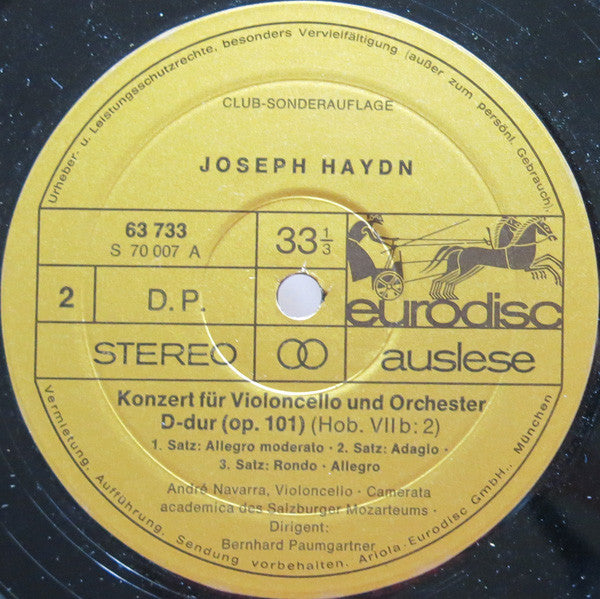 Urheber- u. Leistungsschutzrechte, besonders Vervielfältigung (außer zum persönl. Gebrauch),
CLUB-SONDERAUFLAGE
JOSEPH HAYDN
63 733
S 70 007 A
33 1/3
2
D.P.
eurodisc
STEREO
auslese
Konzert für Violoncello und Orchester
D-dur (op. 101) (Hob. VII b: 2)
1. Satz: Allegro moderato · 2. Satz: Adagio ·
3. Satz: Rondo · Allegro
André Navarra, Violoncello · Camerata
academica des Salzburger Mozarteums ·
Dirigent:
Bernhard Paumgartner
Vermietung, Aufführung, Sendung vorbehalten. Ariola-Eurodisc GmbH., München